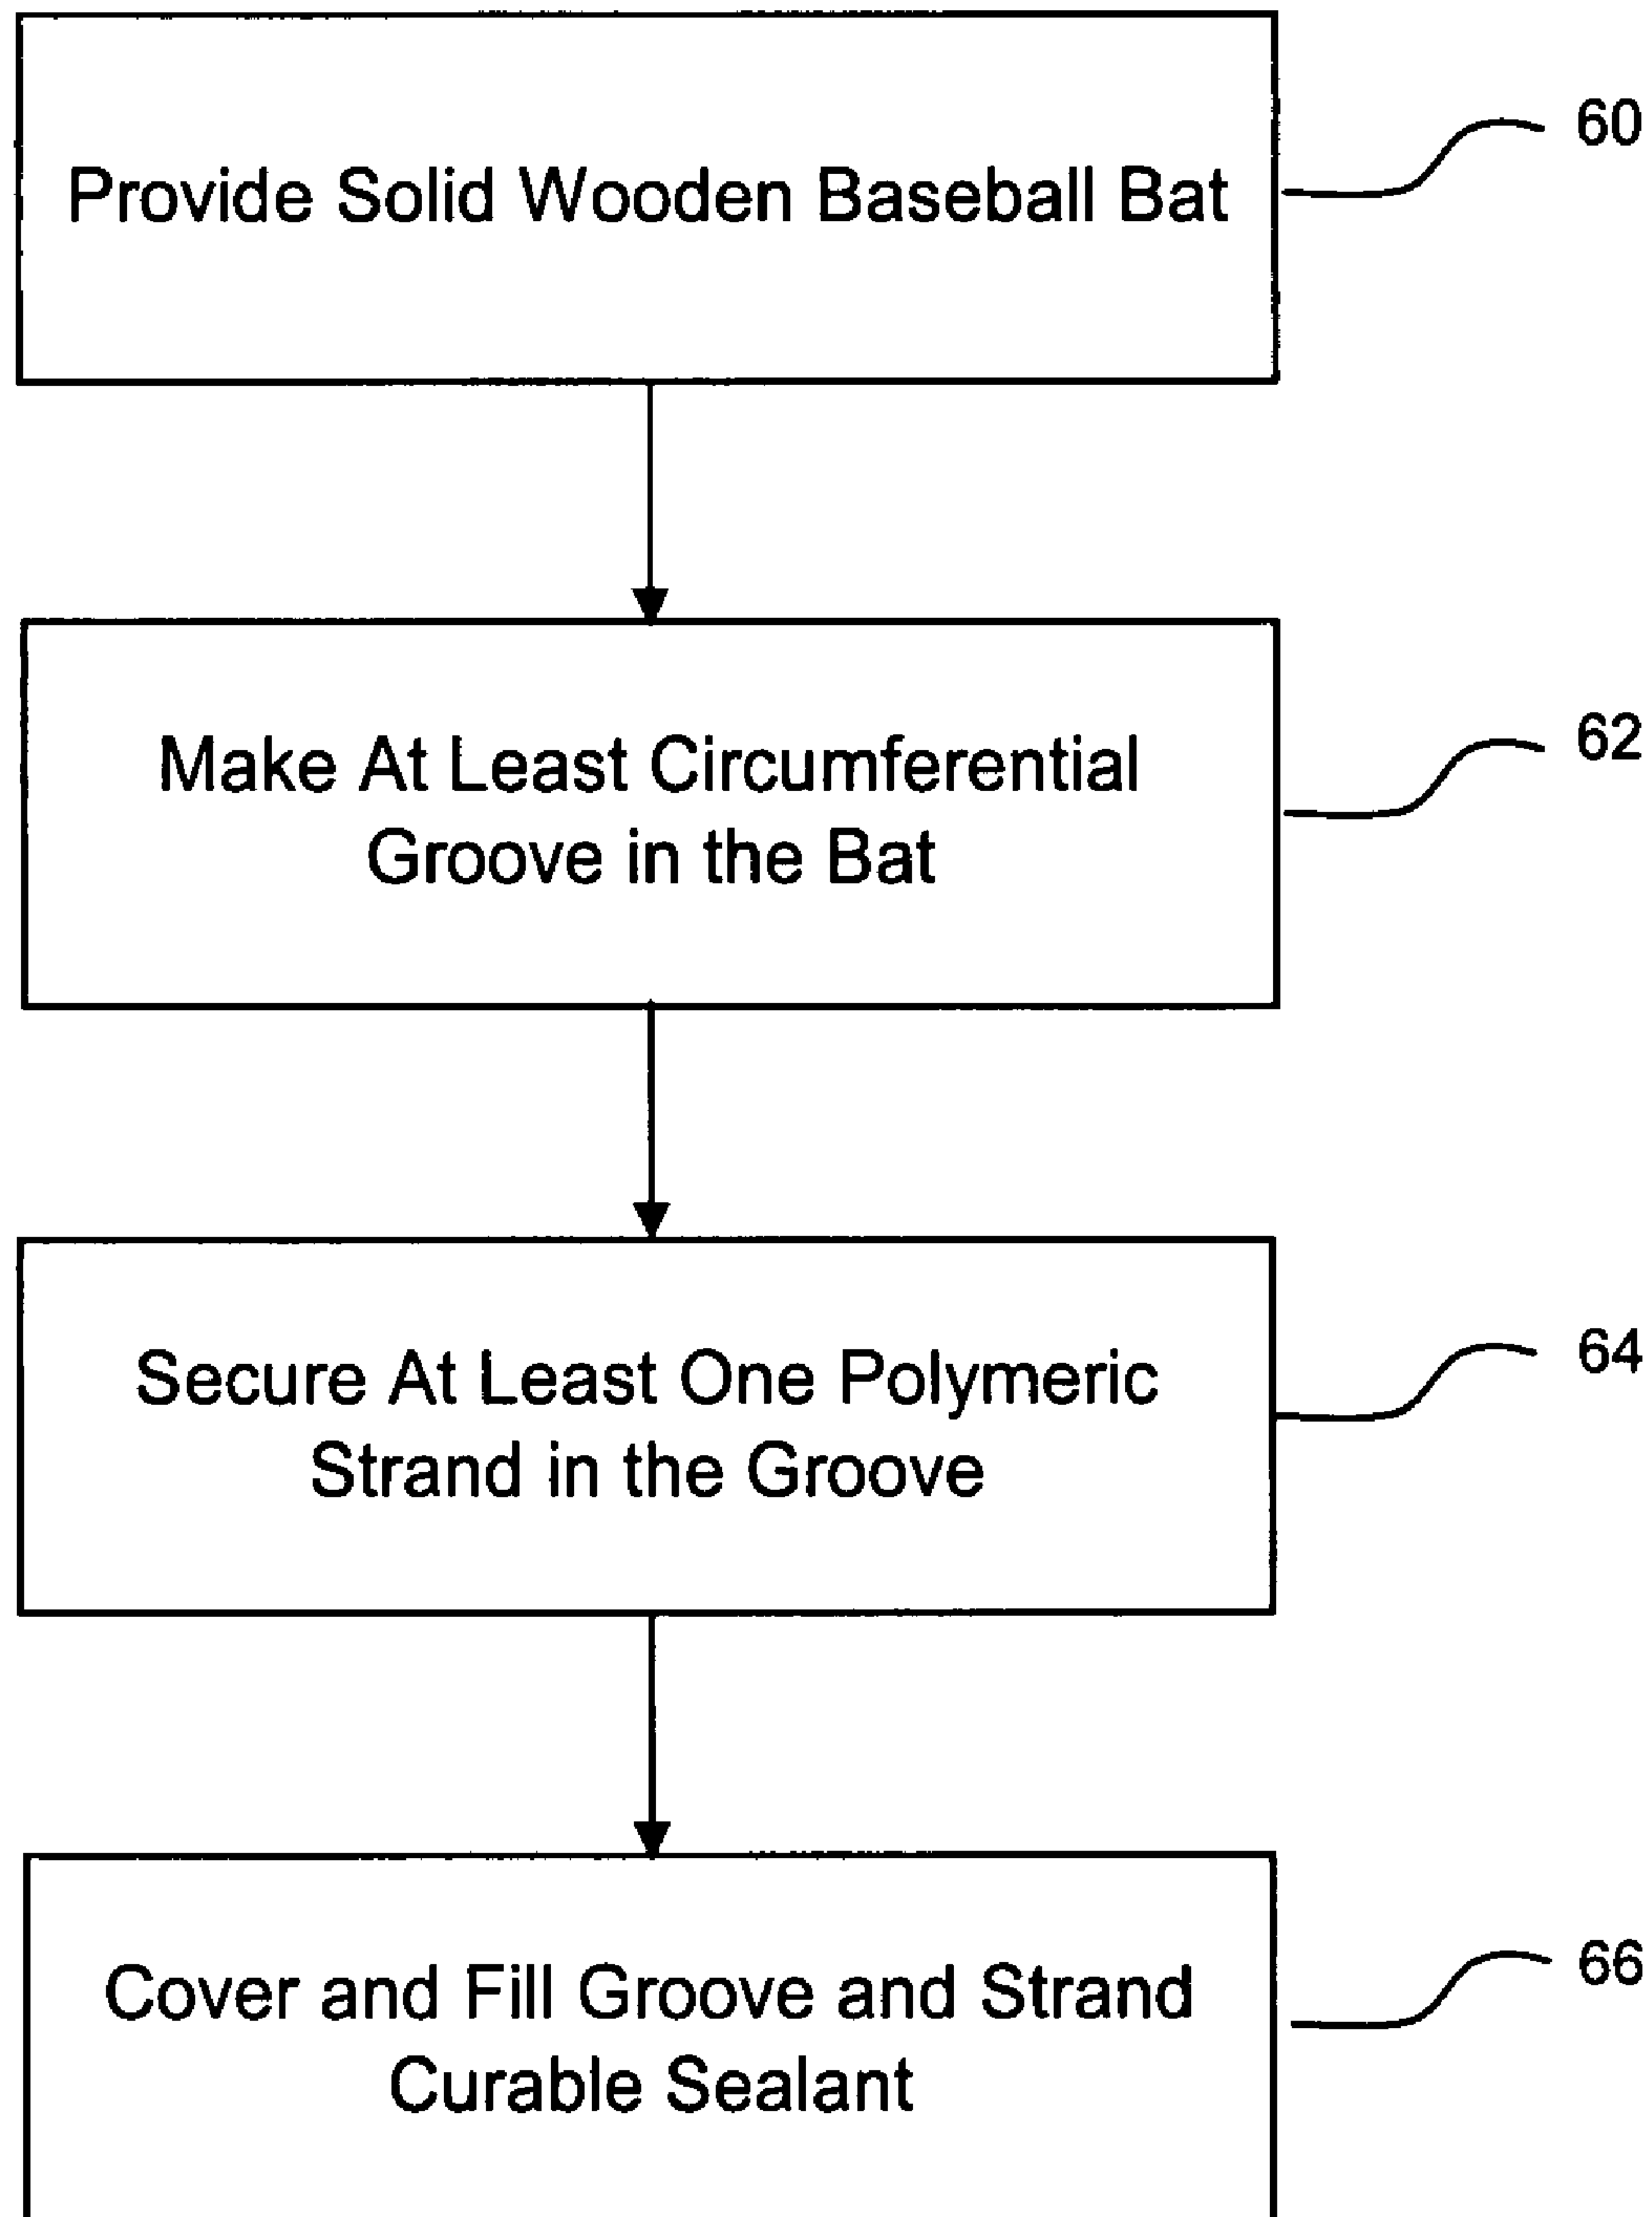 Provide Solid Wooden Baseball Bat
60
Make At Least Circumferential
Groove in the Bat
62
Secure At Least One Polymeric
Strand in the Groove
64
Cover and Fill Groove and Strand
Curable Sealant
66